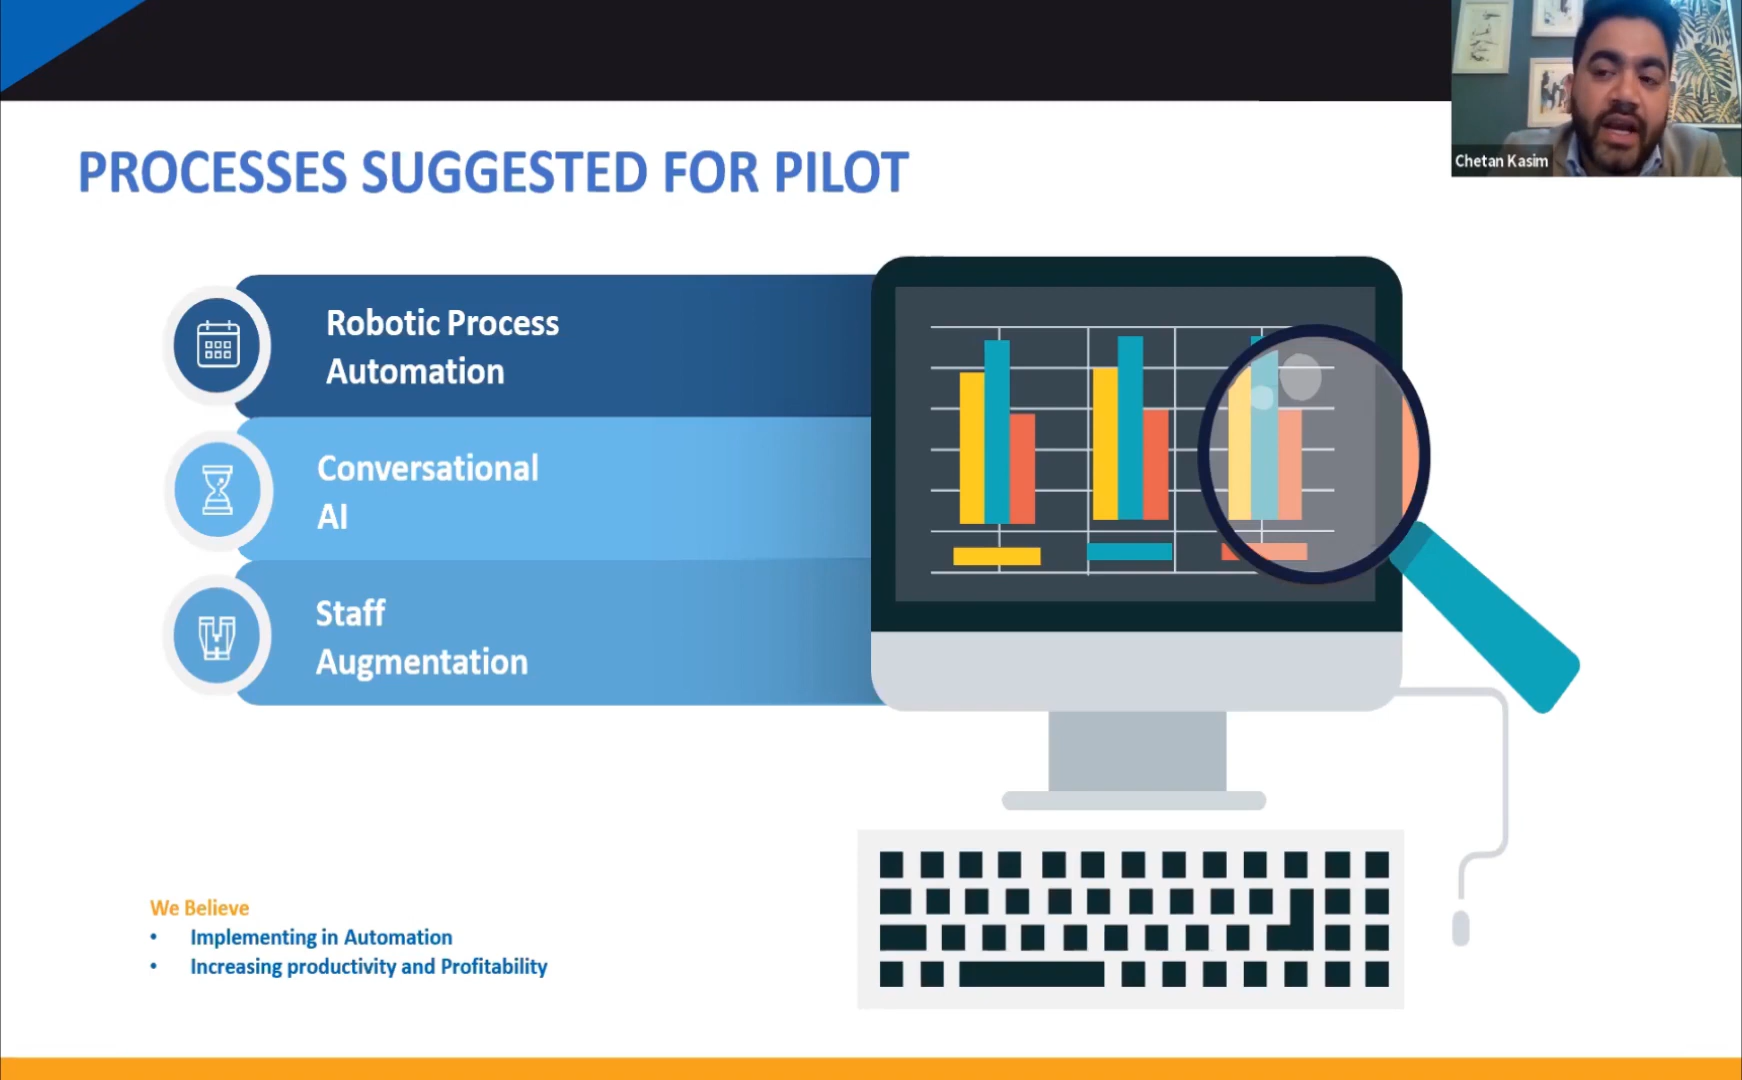 Chetan Kasim
PROCESSES SUGGESTED FOR PILOT
Robotic Process
Automation
Conversational
AI
Staff
Augmentation
We Believe
• Implementing in Automation
• Increasing productivity and Profitability